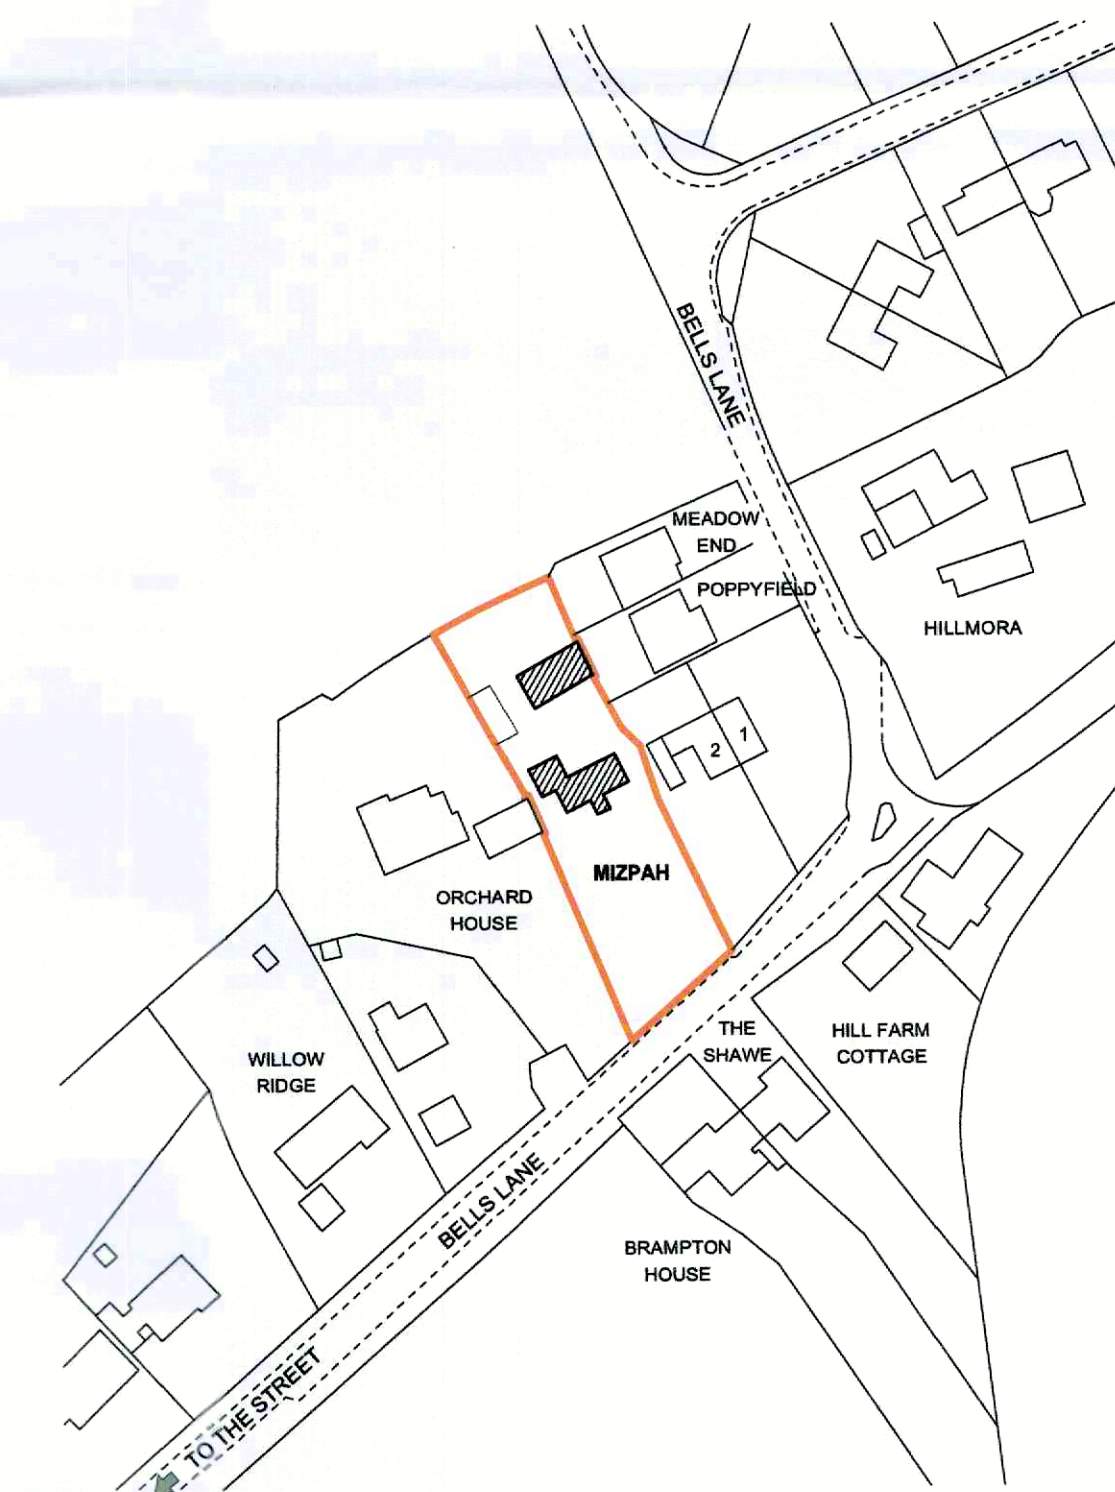 BELLS LANE
MEADOW
END
POPPYFIELD
HILLMORA
1
2
MIZPAH
ORCHARD
HOUSE
THE
SHAWE
HILL FARM
COTTAGE
WILLOW
RIDGE
BELLS LANE
BRAMPTON
HOUSE
TO THE STREET